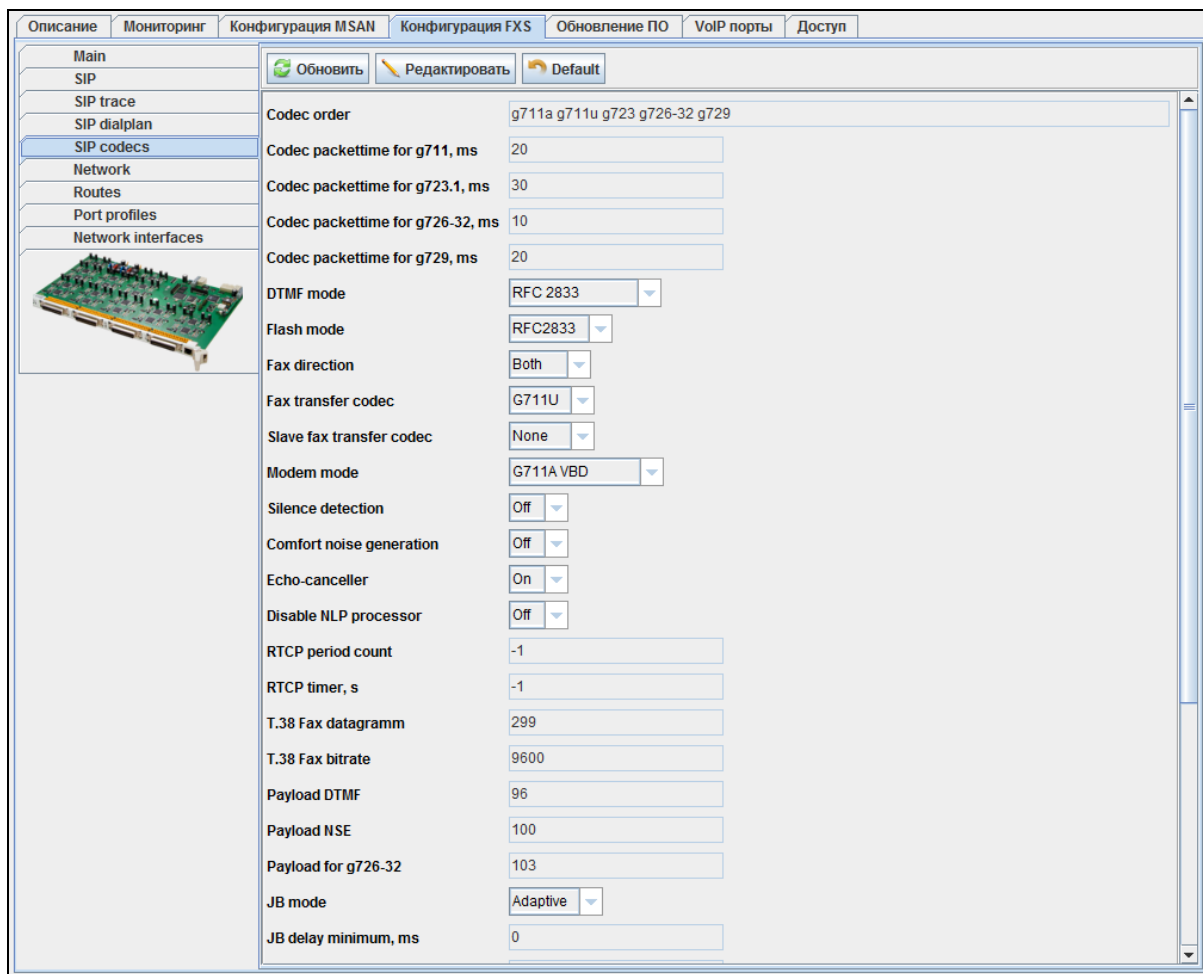 Описание Мониторинг Конфигурация MSAN Конфигурация FXS Обновление ПО VoIP порты Доступ
Main
SIP
SIP trace
SIP dialplan
SIP codecs
Network
Routes
Port profiles
Network interfaces
Обновить Редактировать Default
Codec order g711a g711u g723 g726-32 g729
Codec packettime for g711, ms 20
Codec packettime for g723.1, ms 30
Codec packettime for g726-32, ms 10
Codec packettime for g729, ms 20
DTMF mode RFC 2833
Flash mode RFC2833
Fax direction Both
Fax transfer codec G711U
Slave fax transfer codec None
Modem mode G711A VBD
Silence detection Off
Comfort noise generation Off
Echo-canceller On
Disable NLP processor Off
RTCP period count -1
RTCP timer, s -1
T.38 Fax datagramm 299
T.38 Fax bitrate 9600
Payload DTMF 96
Payload NSE 100
Payload for g726-32 103
JB mode Adaptive
JB delay minimum, ms 0